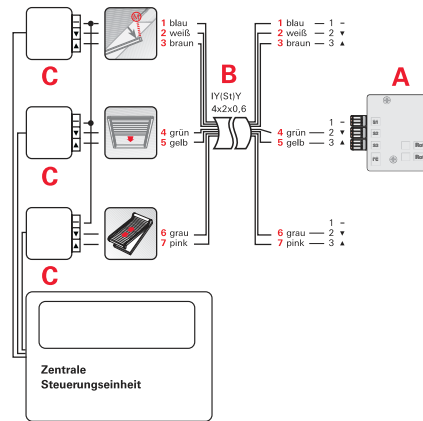 M
1 blau
2 weiß
3 braun
1 blau — 1 –
2 weiß — 2 ▼
3 braun — 3 ▲
C
B
A
IY(St)Y
4x2x0,6
4 grün
5 gelb
1 –
4 grün — 2 ▼
5 gelb — 3 ▲
C
6 grau
7 pink
1 –
6 grau — 2 ▼
7 pink — 3 ▲
C
Zentrale
Steuerungseinheit